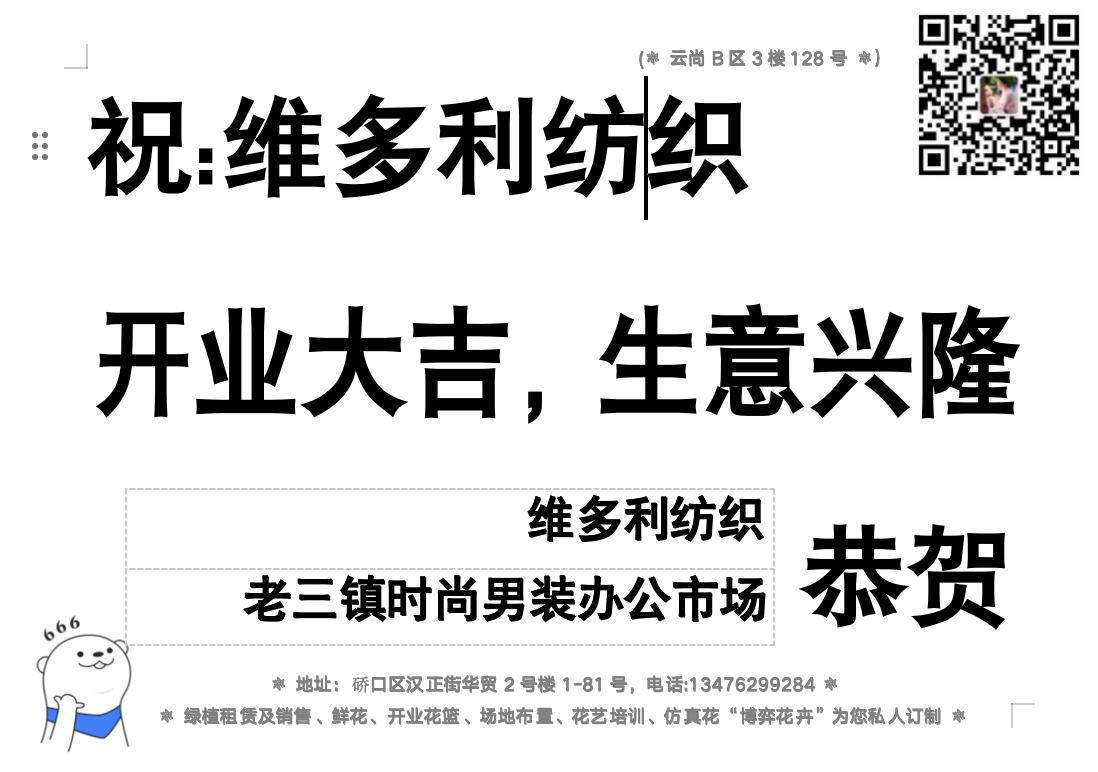 (✵ 云尚 B 区 3 楼 128 号 ✵)
祝:维多利纺织
开业大吉，生意兴隆
维多利纺织
老三镇时尚男装办公市场
恭贺
666
✵ 地址：硚口区汉正街华贸 2 号楼 1-81 号，电话:13476299284 ✵
✵ 绿植租赁及销售、鲜花、开业花篮、场地布置、花艺培训、仿真花“博弈花卉”为您私人订制 ✵